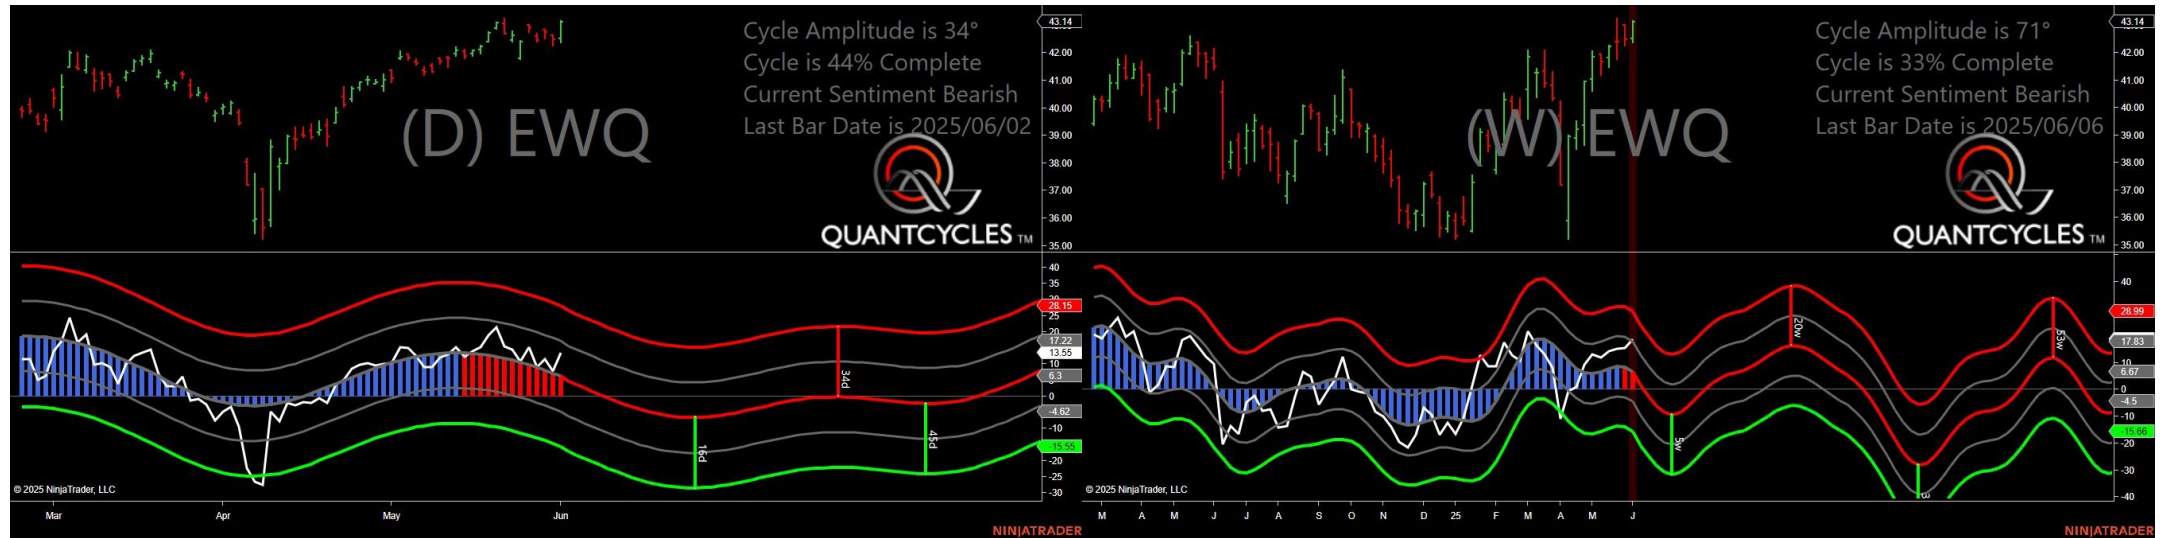 Cycle Amplitude is 34°
Cycle is 44% Complete
Current Sentiment Bearish
Last Bar Date is 2025/06/02
(D) EWQ
QUANTCYCLES TM
43.14
42.00
41.00
40.00
39.00
38.00
37.00
36.00
35.00
40
35
28.15
25
20
17.22
13.55
10
6.3
0
-4.62
-10
-15.55
-20
-25
-30
16d
34d
45d
© 2025 NinjaTrader, LLC
Mar Apr May Jun
NINJATRADER
Cycle Amplitude is 71°
Cycle is 33% Complete
Current Sentiment Bearish
Last Bar Date is 2025/06/06
(W) EWQ
QUANTCYCLES TM
43.14
42.00
41.00
40.00
39.00
38.00
37.00
36.00
35.00
40
28.99
17.83
10
6.67
0
-4.5
-10
-15.66
-20
-30
-40
5w
20w
53w
© 2025 NinjaTrader, LLC
M A M J J A S O N D 25 F M A M J
NINJATRADER